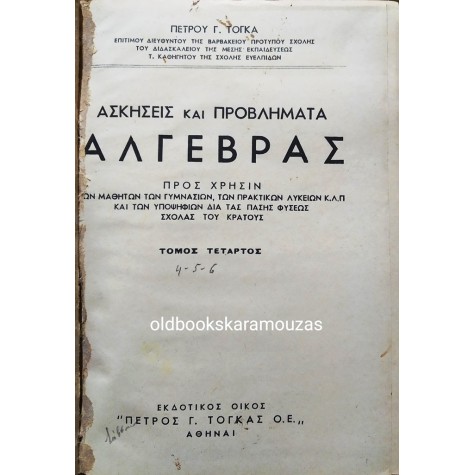 ΠΕΤΡΟΥ Γ. ΤΟΓΚΑ
ΕΠΙΤΙΜΟΥ ΔΙΕΥΘΥΝΤΟΥ ΤΗΣ ΒΑΡΒΑΚΕΙΟΥ ΠΡΟΤΥΠΟΥ ΣΧΟΛΗΣ
ΤΟΥ ΔΙΔΑΣΚΑΛΕΙΟΥ ΤΗΣ ΜΕΣΗΣ ΕΚΠΑΙΔΕΥΣΕΩΣ
Τ. ΚΑΘΗΓΗΤΟΥ ΤΗΣ ΣΧΟΛΗΣ ΕΥΕΛΠΙΔΩΝ
ΑΣΚΗΣΕΙΣ ΚΑΙ ΠΡΟΒΛΗΜΑΤΑ
ΑΛΓΕΒΡΑΣ
ΠΡΟΣ ΧΡΗΣΙΝ
ΩΝ ΜΑΘΗΤΩΝ ΤΩΝ ΓΥΜΝΑΣΙΩΝ, ΤΩΝ ΠΡΑΚΤΙΚΩΝ ΛΥΚΕΙΩΝ Κ.Λ.Π
ΚΑΙ ΤΩΝ ΥΠΟΨΗΦΙΩΝ ΔΙΑ ΤΑΣ ΠΑΣΗΣ ΦΥΣΕΩΣ
ΣΧΟΛΑΣ ΤΟΥ ΚΡΑΤΟΥΣ
ΤΟΜΟΣ ΤΕΤΑΡΤΟΣ
4-5-6
oldbookskaramouzas
ΕΚΔΟΤΙΚΟΣ ΟΙΚΟΣ
"ΠΕΤΡΟΣ Γ. ΤΟΓΚΑΣ Ο.Ε.,,
ΑΘΗΝΑΙ